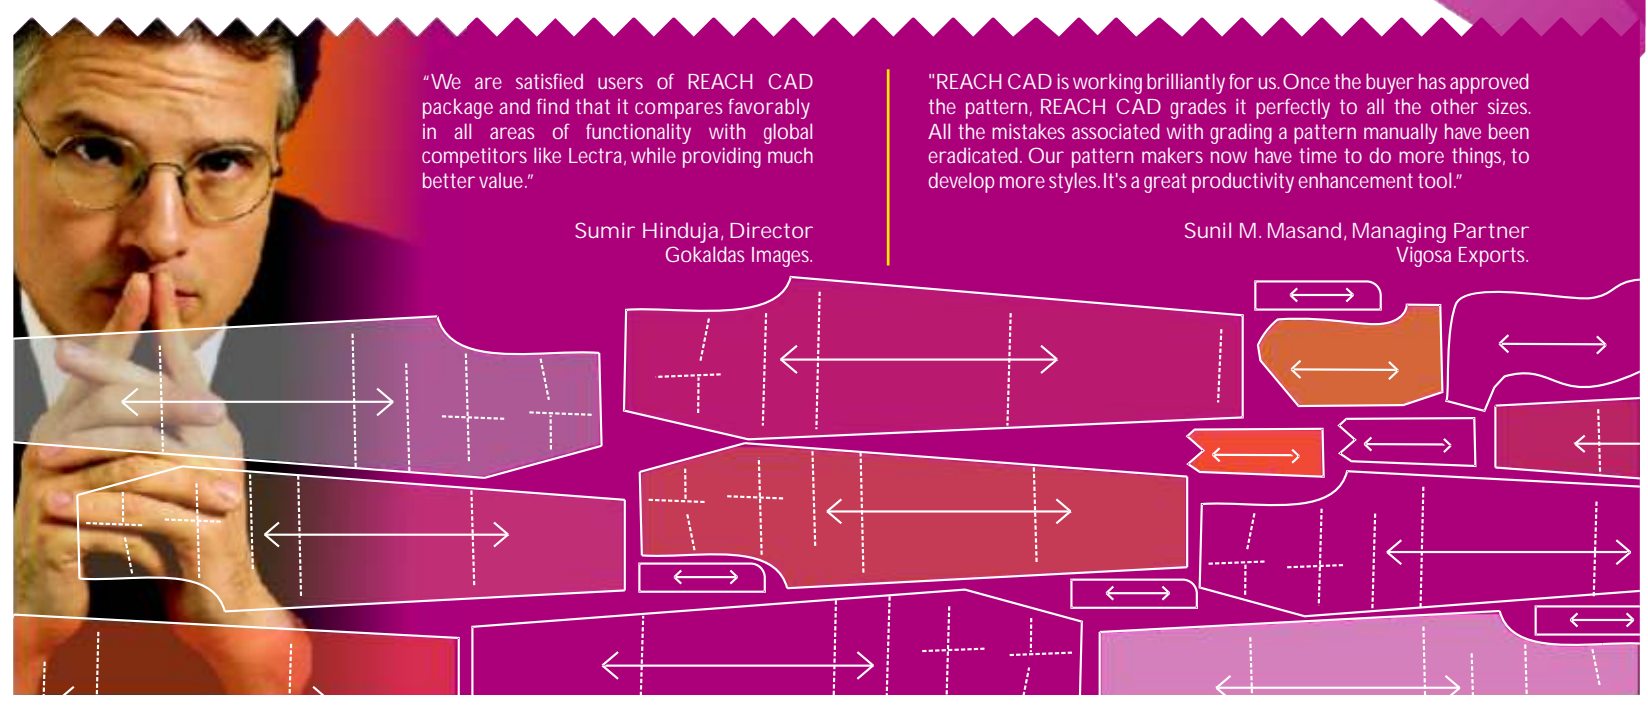 “We are satisfied users of REACH CAD
package and find that it compares favorably
in all areas of functionality with global
competitors like Lectra, while providing much
better value.”
Sumir Hinduja, Director
Gokaldas Images.
"REACH CAD is working brilliantly for us. Once the buyer has approved
the pattern, REACH CAD grades it perfectly to all the other sizes.
All the mistakes associated with grading a pattern manually have been
eradicated. Our pattern makers now have time to do more things, to
develop more styles. It's a great productivity enhancement tool.”
Sunil M. Masand, Managing Partner
Vigosa Exports.